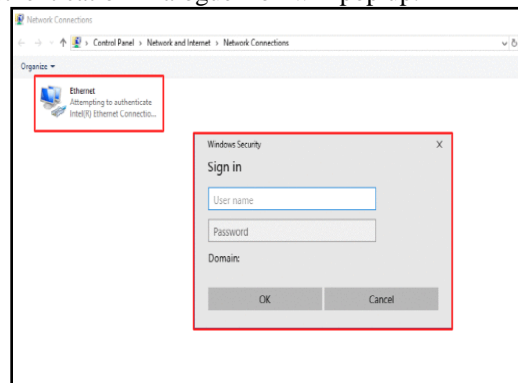 Network Connections
Control Panel > Network and Internet > Network Connections
Organize
Ethernet
Attempting to authenticate
Intel(R) Ethernet Connectio...
Windows Security X
Sign in
User name
Password
Domain:
OK Cancel